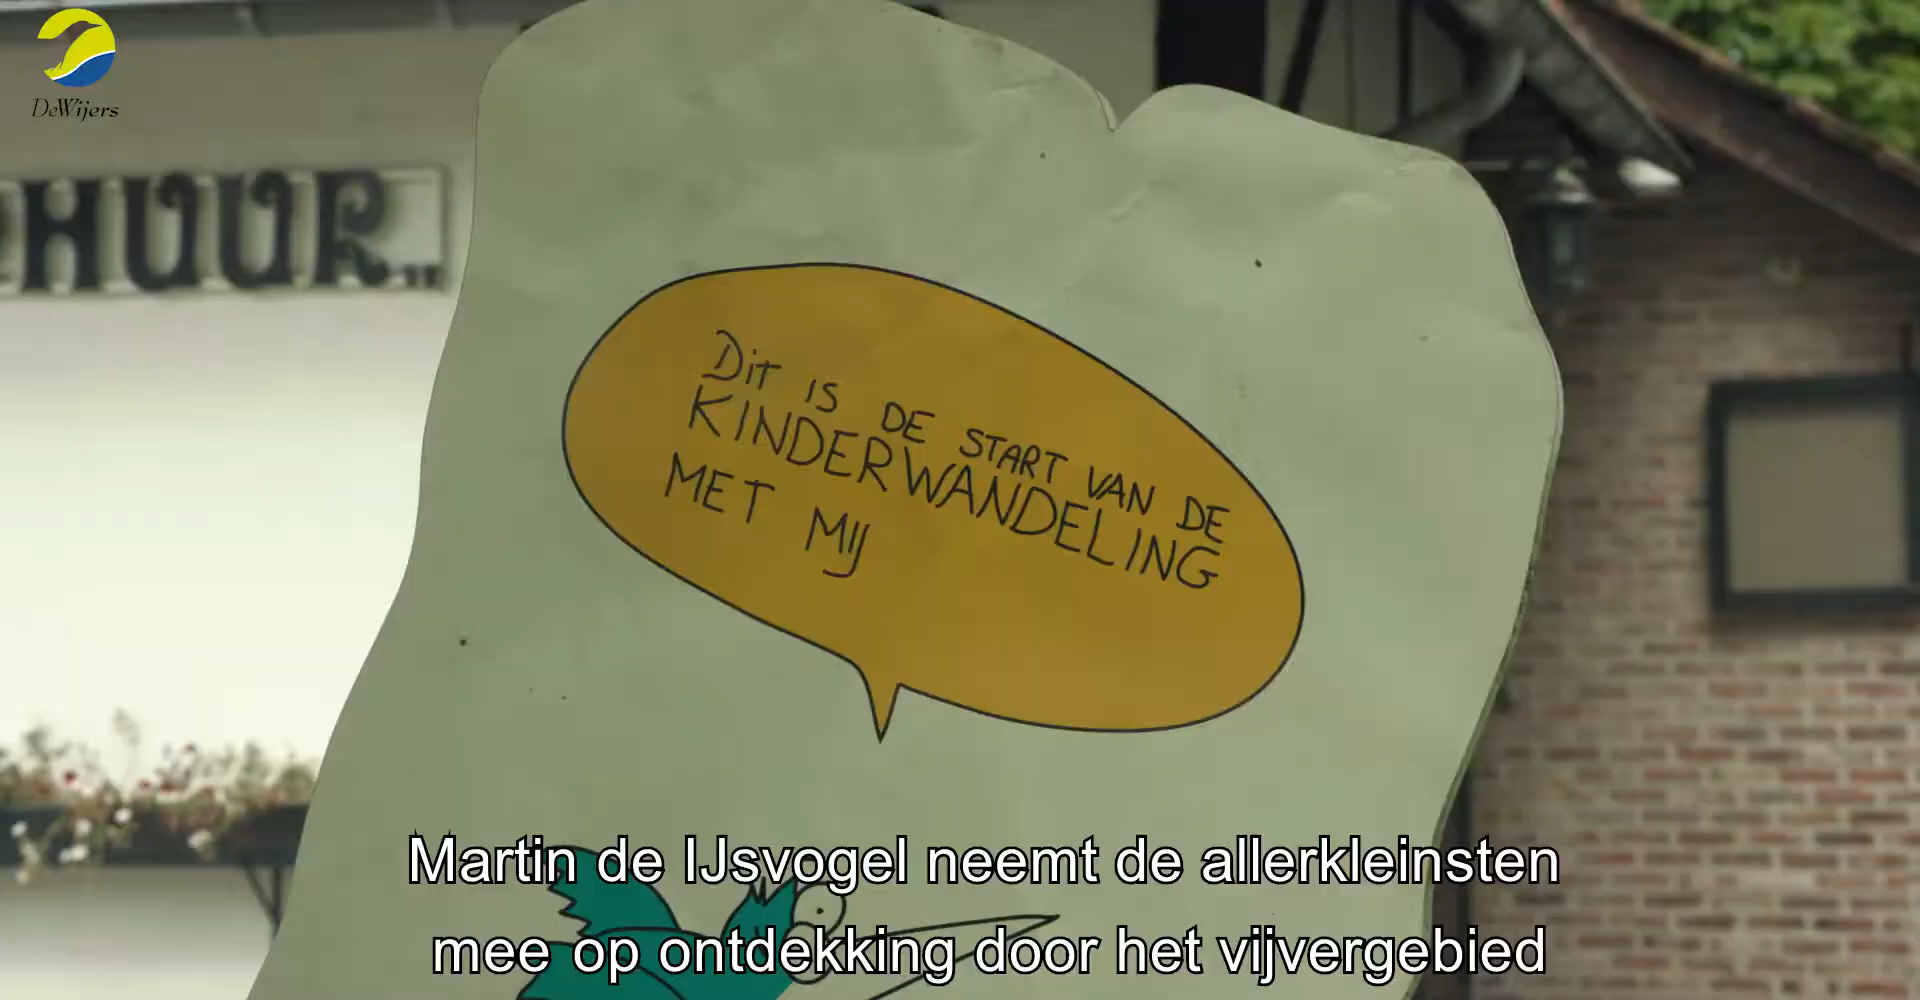 DeWijers
HUUR„
Dit is de start van de
KINDERWANDELING
MET MIJ
Martin de IJsvogel neemt de allerkleinsten
mee op ontdekking door het vijvergebied